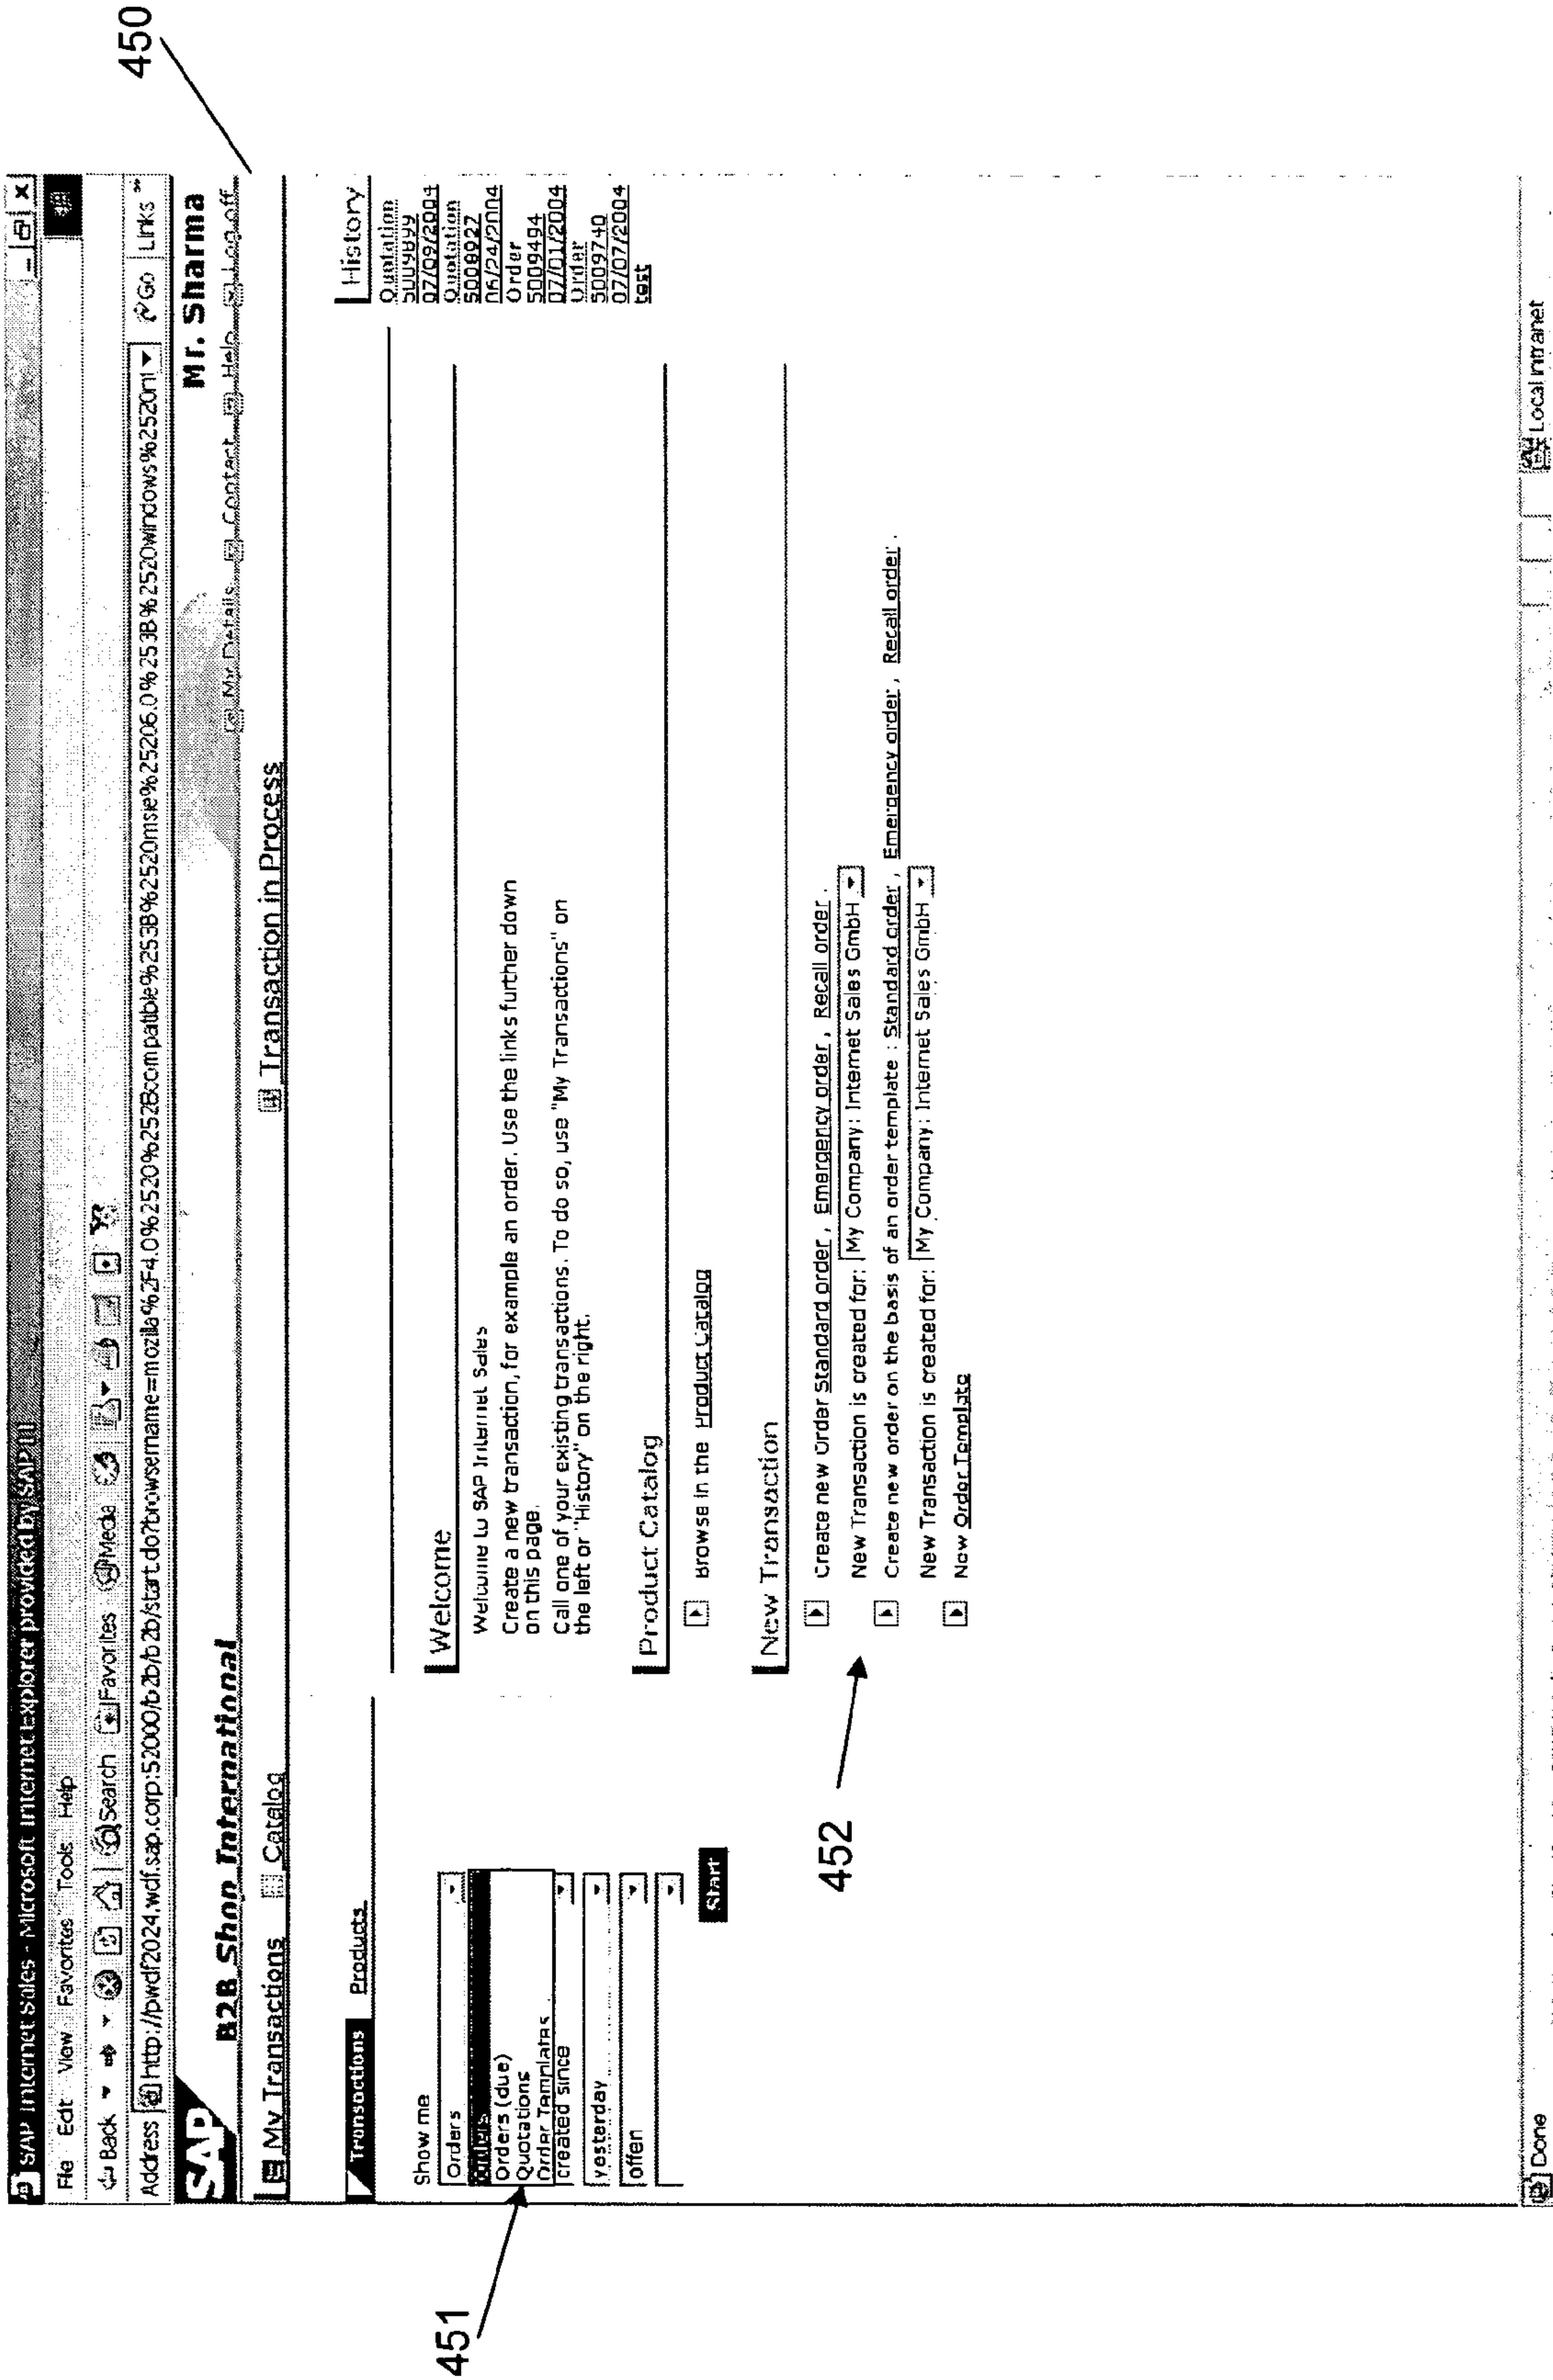 450
SAP Internet Sales - Microsoft Internet Explorer provided by SAP
File Edit View Favorites Tools Help
Back Search Favorites Media
Address http://pwdf2024.wdf.sap.corp:52000/b2b/b2b/start.do?browsername=mozilla%2F4.0%2520%252Bcompatible%253B%2520msie%25206.0%253B%2520windows%2520nt Go Links »
SAP B2B Shop International Mr. Sharma
My Details Contact Help Log off
My Transactions Catalog Transaction in Process
Transactions Products
Show me
Orders
Orders
Orders (due)
Quotations
Order Templates
created since
yesterday
offen
Start
451
Welcome
Welcome to SAP Internet Sales
Create a new transaction, for example an order. Use the links further down
on this page.
Call one of your existing transactions. To do so, use "My Transactions" on
the left or "History" on the right.
Product Catalog
Browse in the Product Catalog
New Transaction
Create new Order Standard order , Emergency order , Recall order .
New Transaction is created for: My Company: Internet Sales GmbH
Create new order on the basis of an order template : Standard order , Emergency order , Recall order .
New Transaction is created for: My Company: Internet Sales GmbH
New Order Template
452
History
Quotation
5009899
07/09/2004
Quotation
5008927
06/24/2004
Order
5009494
07/01/2004
Order
5009740
07/07/2004
test
Done Local intranet